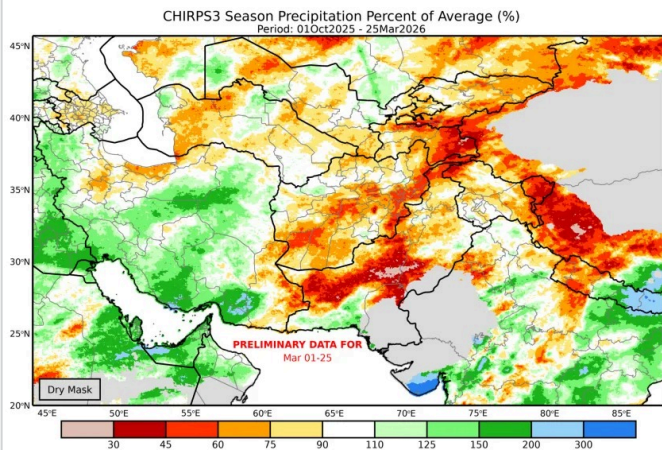 CHIRPS3 Season Precipitation Percent of Average (%)
Period: 01Oct2025 - 25Mar2026
45°N
40°N
35°N
30°N
25°N
20°N
PRELIMINARY DATA FOR
Mar 01-25
Dry Mask
45°E 50°E 55°E 60°E 65°E 70°E 75°E 80°E 85°E
30 45 60 75 90 110 125 150 200 300